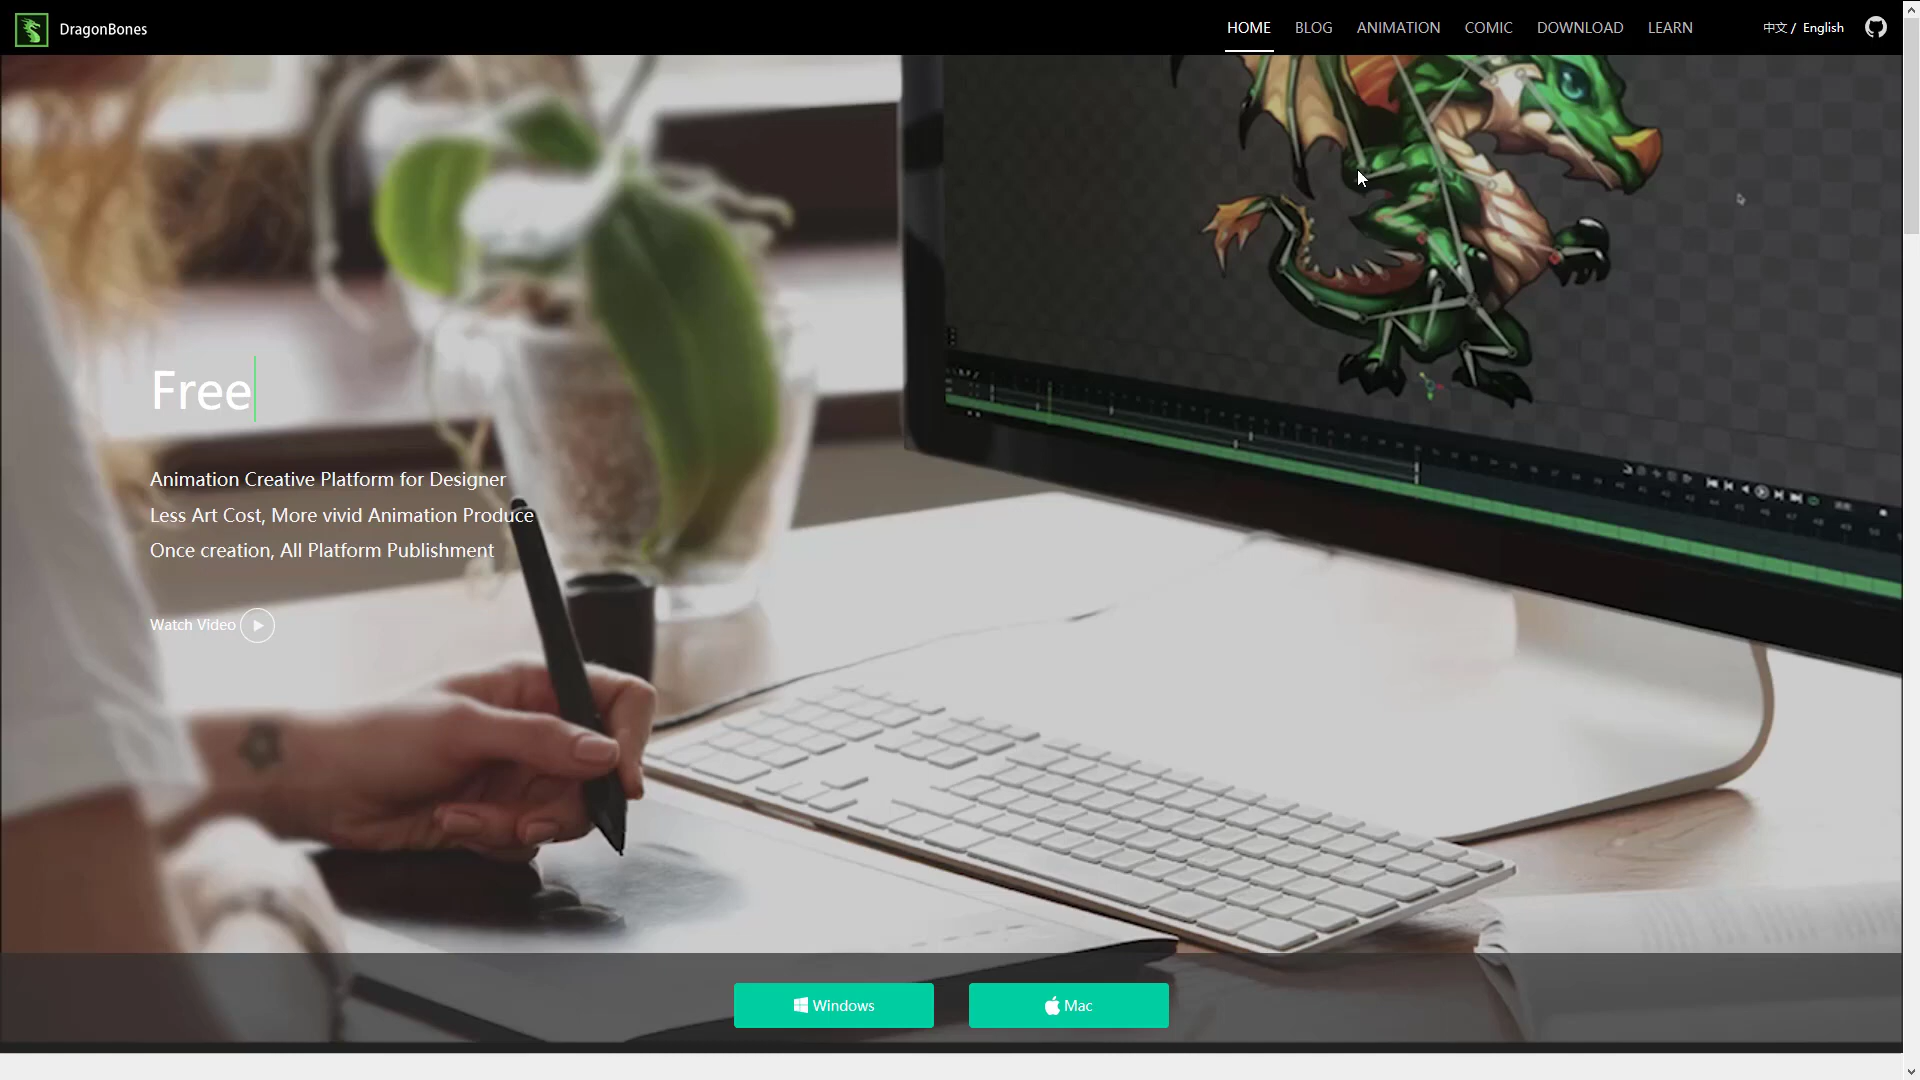 DragonBones
HOME BLOG ANIMATION COMIC DOWNLOAD LEARN 中文 / English
Free
Animation Creative Platform for Designer
Less Art Cost, More vivid Animation Produce
Once creation, All Platform Publishment
Watch Video
Windows Mac